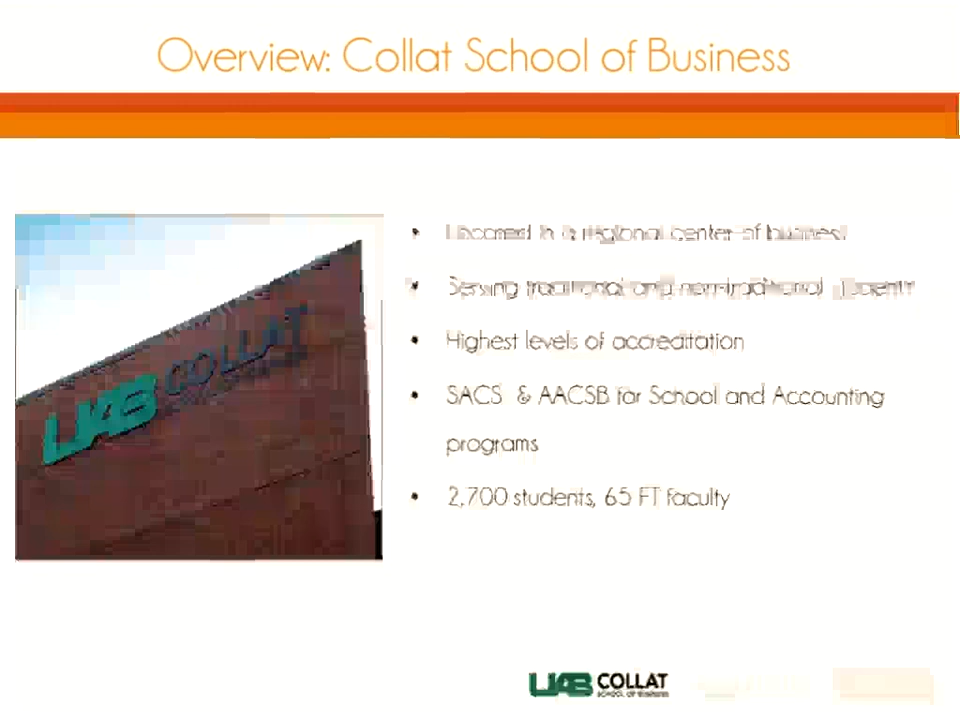 Overview: Collat School of Business
• Located in a regional center of business
• Serving traditional and non-traditional students
• Highest levels of accreditation
• SACS & AACSB for School and Accounting
programs
• 2,700 students, 65 FT faculty
UAB COLLAT
UAB COLLAT
SCHOOL OF BUSINESS